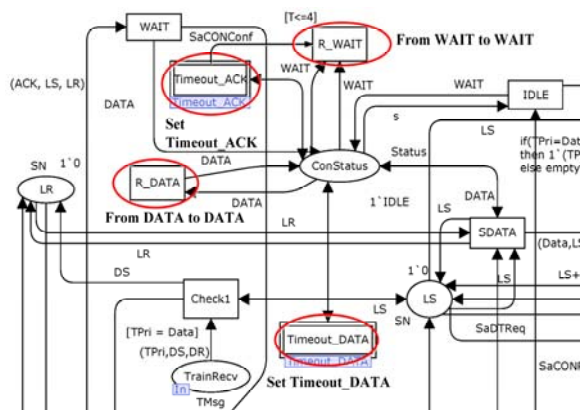 [T<=4]
WAIT
SaCONConf
R_WAIT
From WAIT to WAIT
(ACK, LS, LR)
Timeout_ACK
Timeout_ACK
WAIT
WAIT
WAIT
IDLE
DATA
Set
Timeout_ACK
s
LS
DATA
Status
if(TPri=Dat
then 1`(TP
else empty
SN
1`0
LR
R_DATA
ConStatus
DATA
DATA
From DATA to DATA
1`IDLE
LR
LS
SDATA
LR
(Data,LS
DS
1`0
LS
LS+
Check1
LS
LS
SN
[TPri = Data]
(TPri,DS,DR)
Timeout_DATA
Timeout_DATA
SaDTReq
TrainRecv
In
Set Timeout_DATA
SaCONF
TMsg